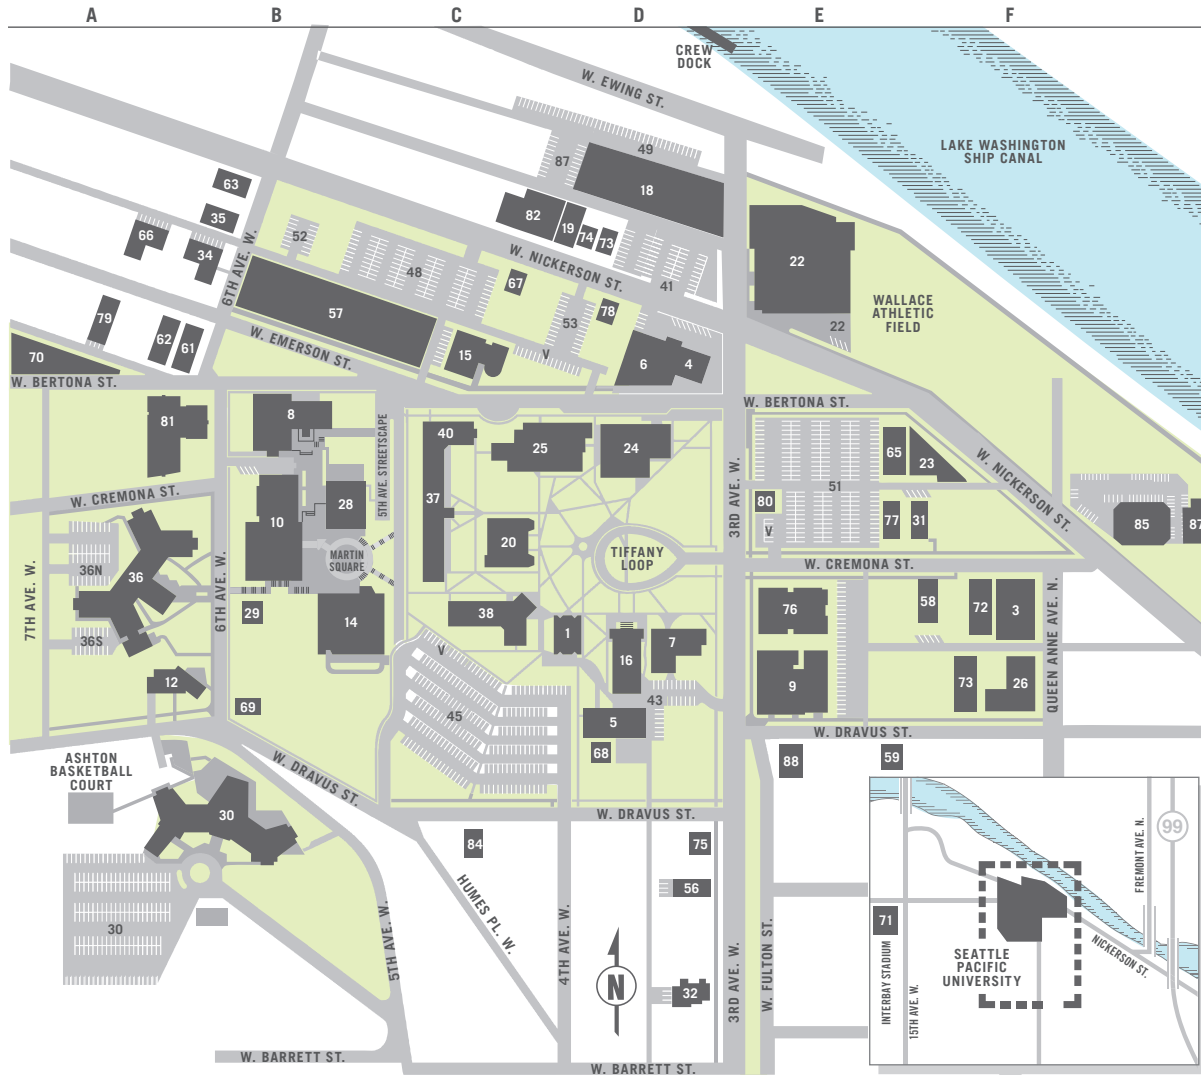 A B C D E F
CREW
DOCK
W. EWING ST.
LAKE WASHINGTON
SHIP CANAL
49
87
18
63
35
66
34
52
82
19
74
73
6TH AVE. W.
48
W. NICKERSON ST.
67
41
22
WALLACE
ATHLETIC
FIELD
22
79
62
61
57
53
78
70
W. EMERSON ST.
15
V
6
4
W. BERTONA ST.
W. BERTONA ST.
81
8
5TH AVE. STREETSCAPE
40
25
24
65
23
W. NICKERSON ST.
W. CREMONA ST.
10
28
37
3RD AVE. W.
51
80
V
77
31
85
87
20
MARTIN
SQUARE
TIFFANY
LOOP
W. CREMONA ST.
36N
36
36S
7TH AVE. W.
6TH AVE. W.
29
14
38
1
16
7
76
58
72
3
QUEEN ANNE AVE. N.
V
12
69
45
43
5
68
9
73
26
W. DRAVUS ST.
88
59
ASHTON
BASKETBALL
COURT
W. DRAVUS ST.
W. DRAVUS ST.
30
84
75
56
HUMES PL. W.
30
5TH AVE. W.
4TH AVE. W.
N
32
3RD AVE. W.
W. FULTON ST.
W. BARRETT ST.
W. BARRETT ST.
99
FREMONT AVE. N.
71
INTERBAY STADIUM
15TH AVE. W.
SEATTLE
PACIFIC
UNIVERSITY
NICKERSON ST.